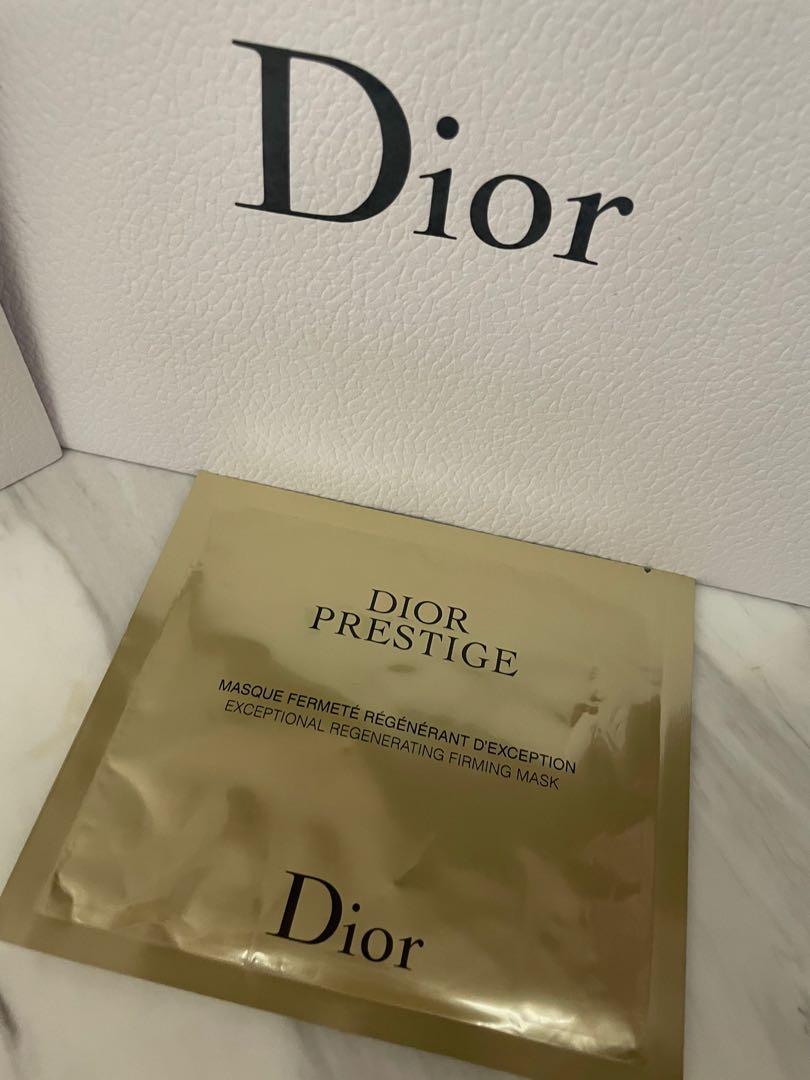 Dior
DIOR
PRESTIGE
MASQUE FERMETÉ RÉGÉNÉRANT D'EXCEPTION
EXCEPTIONAL REGENERATING FIRMING MASK
Dior